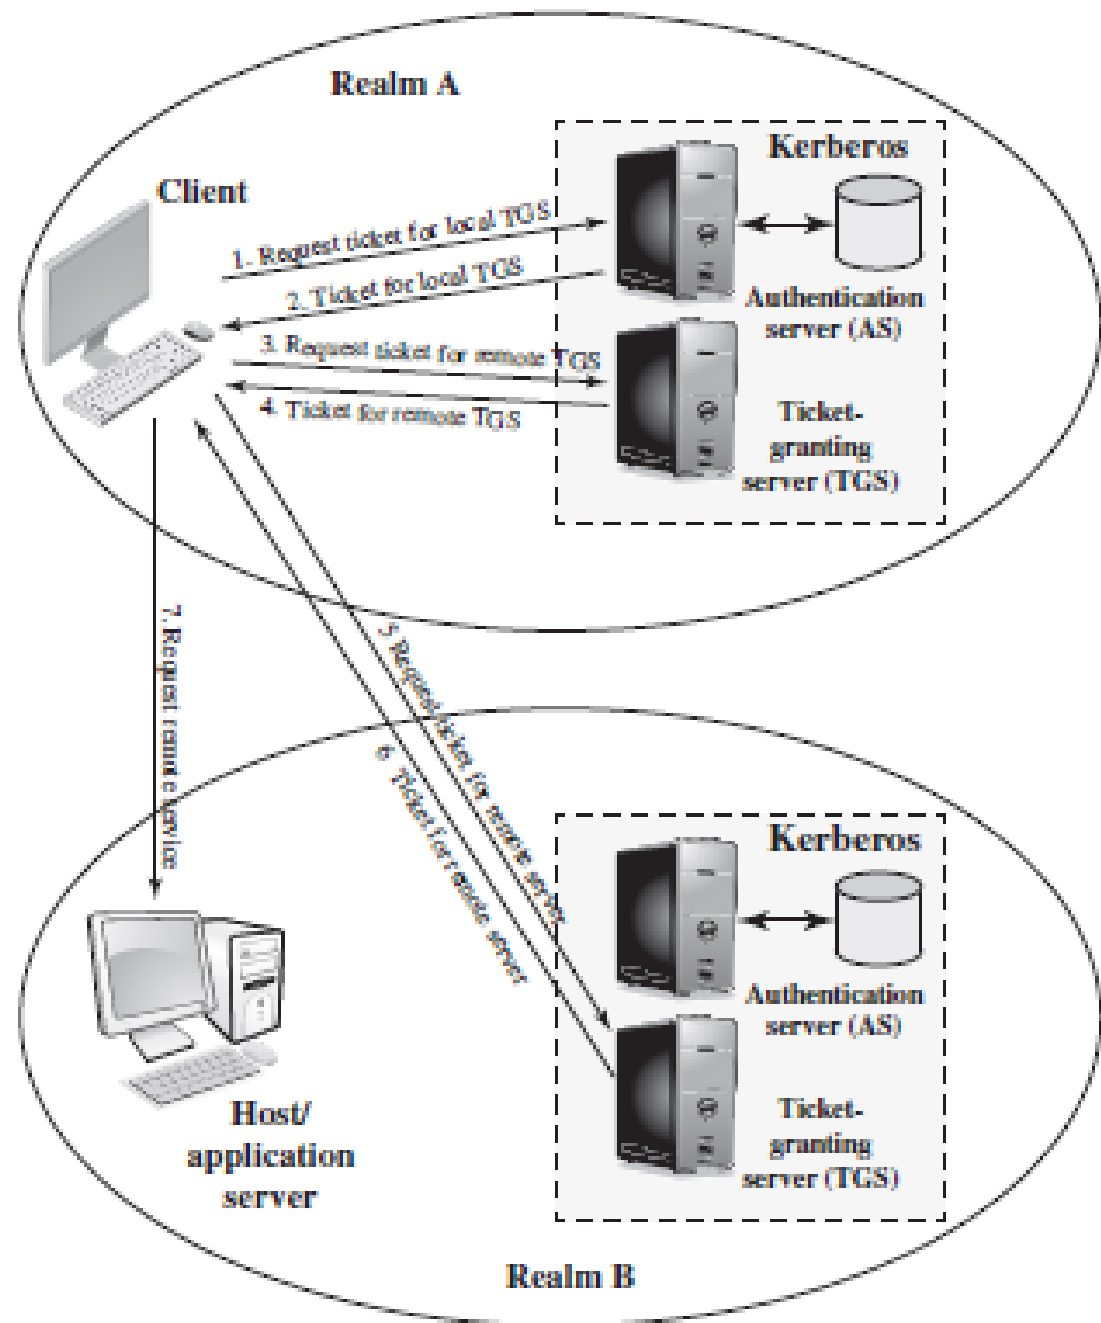 Realm A
Kerberos
Client
1. Request ticket for local TGS
2. Ticket for local TGS
Authentication
server (AS)
3. Request ticket for remote TGS
4. Ticket for remote TGS
Ticket-
granting
server (TGS)
7. Request remote service
5 Request ticket for remote server
6. Ticket for remote server
Kerberos
Authentication
server (AS)
Host/
application
server
Ticket-
granting
server (TGS)
Realm B